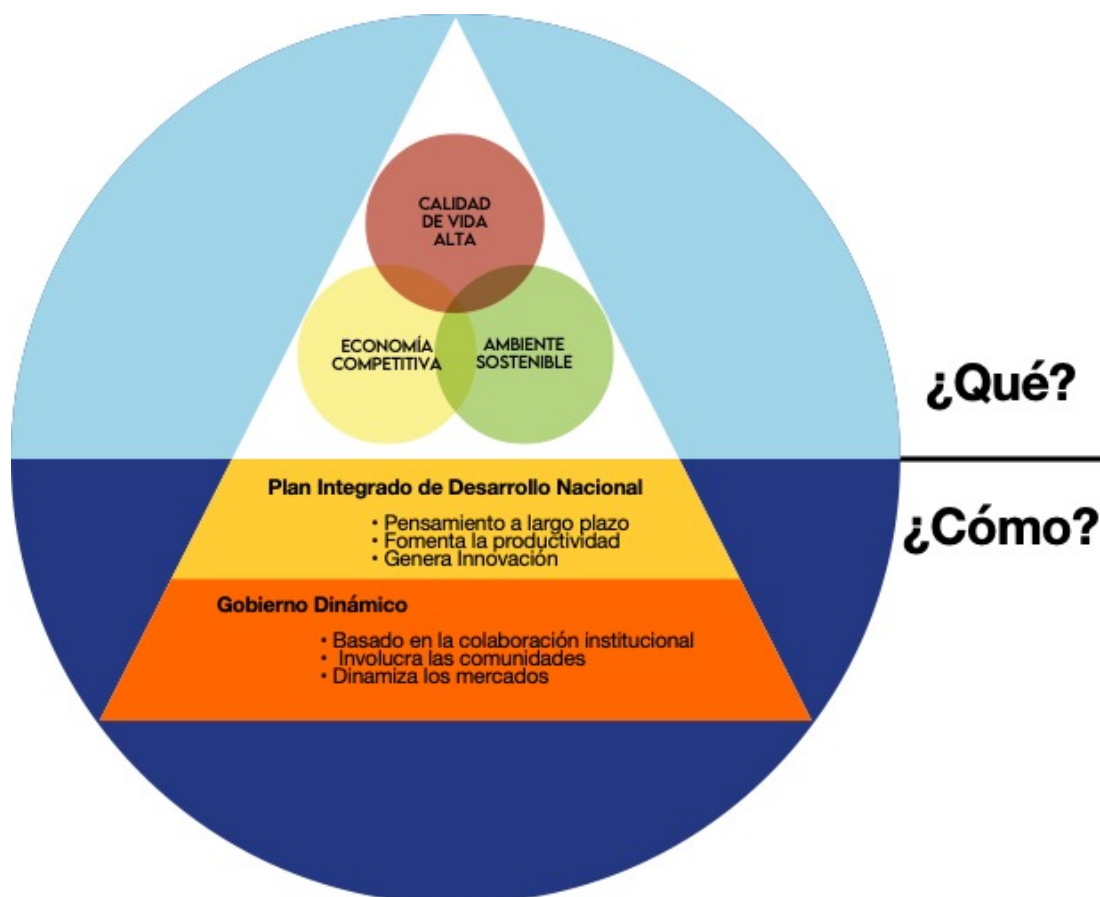 CALIDAD
DE VIDA
ALTA
ECONOMÍA
COMPETITIVA
AMBIENTE
SOSTENIBLE
¿Qué?
¿Cómo?
Plan Integrado de Desarrollo Nacional
• Pensamiento a largo plazo
• Fomenta la productividad
• Genera Innovación
Gobierno Dinámico
• Basado en la colaboración institucional
• Involucra las comunidades
• Dinamiza los mercados